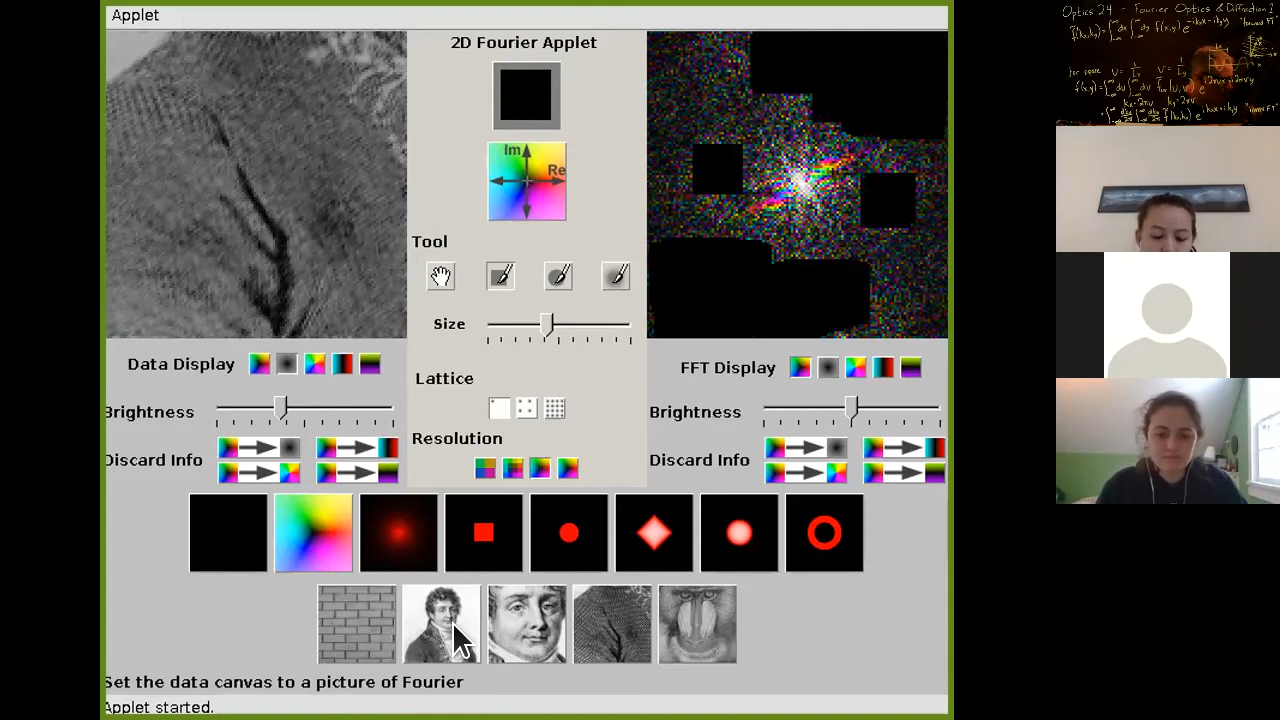 Applet
2D Fourier Applet
Im
Re
Tool
Size
Lattice
Resolution
Data Display
Brightness
Discard Info
FFT Display
Brightness
Discard Info
Set the data canvas to a picture of Fourier
Applet started.
Optics 24 - Fourier Optics & Diffraction 1